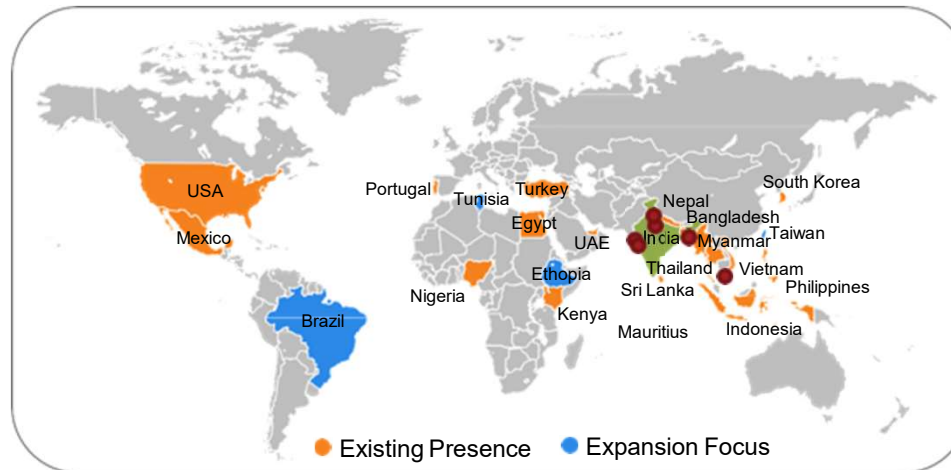 USA
Mexico
Brazil
Portugal
Tunisia
Turkey
Egypt
UAE
Nigeria
Ethopia
Kenya
Mauritius
Nepal
Bangladesh
India
Myanmar
Thailand
Sri Lanka
Vietnam
South Korea
Taiwan
Philippines
Indonesia
Existing Presence
Expansion Focus